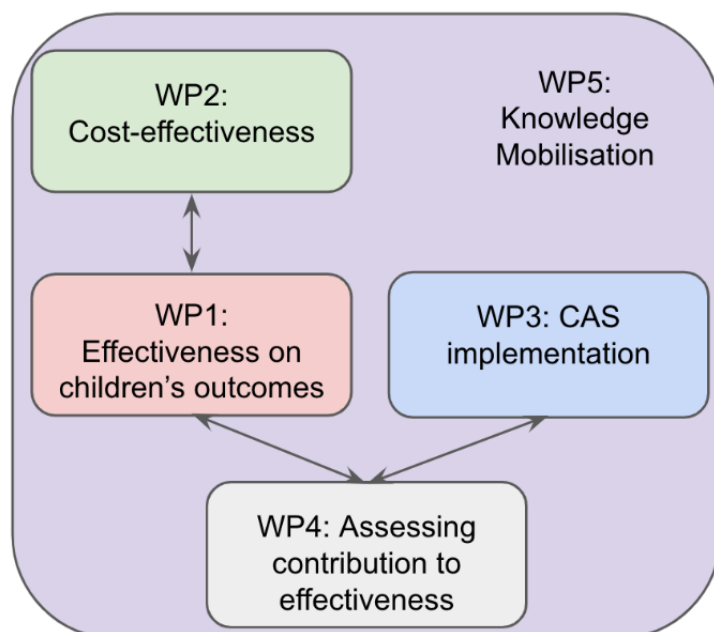 WP2:
Cost-effectiveness
WP5:
Knowledge
Mobilisation
WP1:
Effectiveness on
children’s outcomes
WP3: CAS
implementation
WP4: Assessing
contribution to
effectiveness